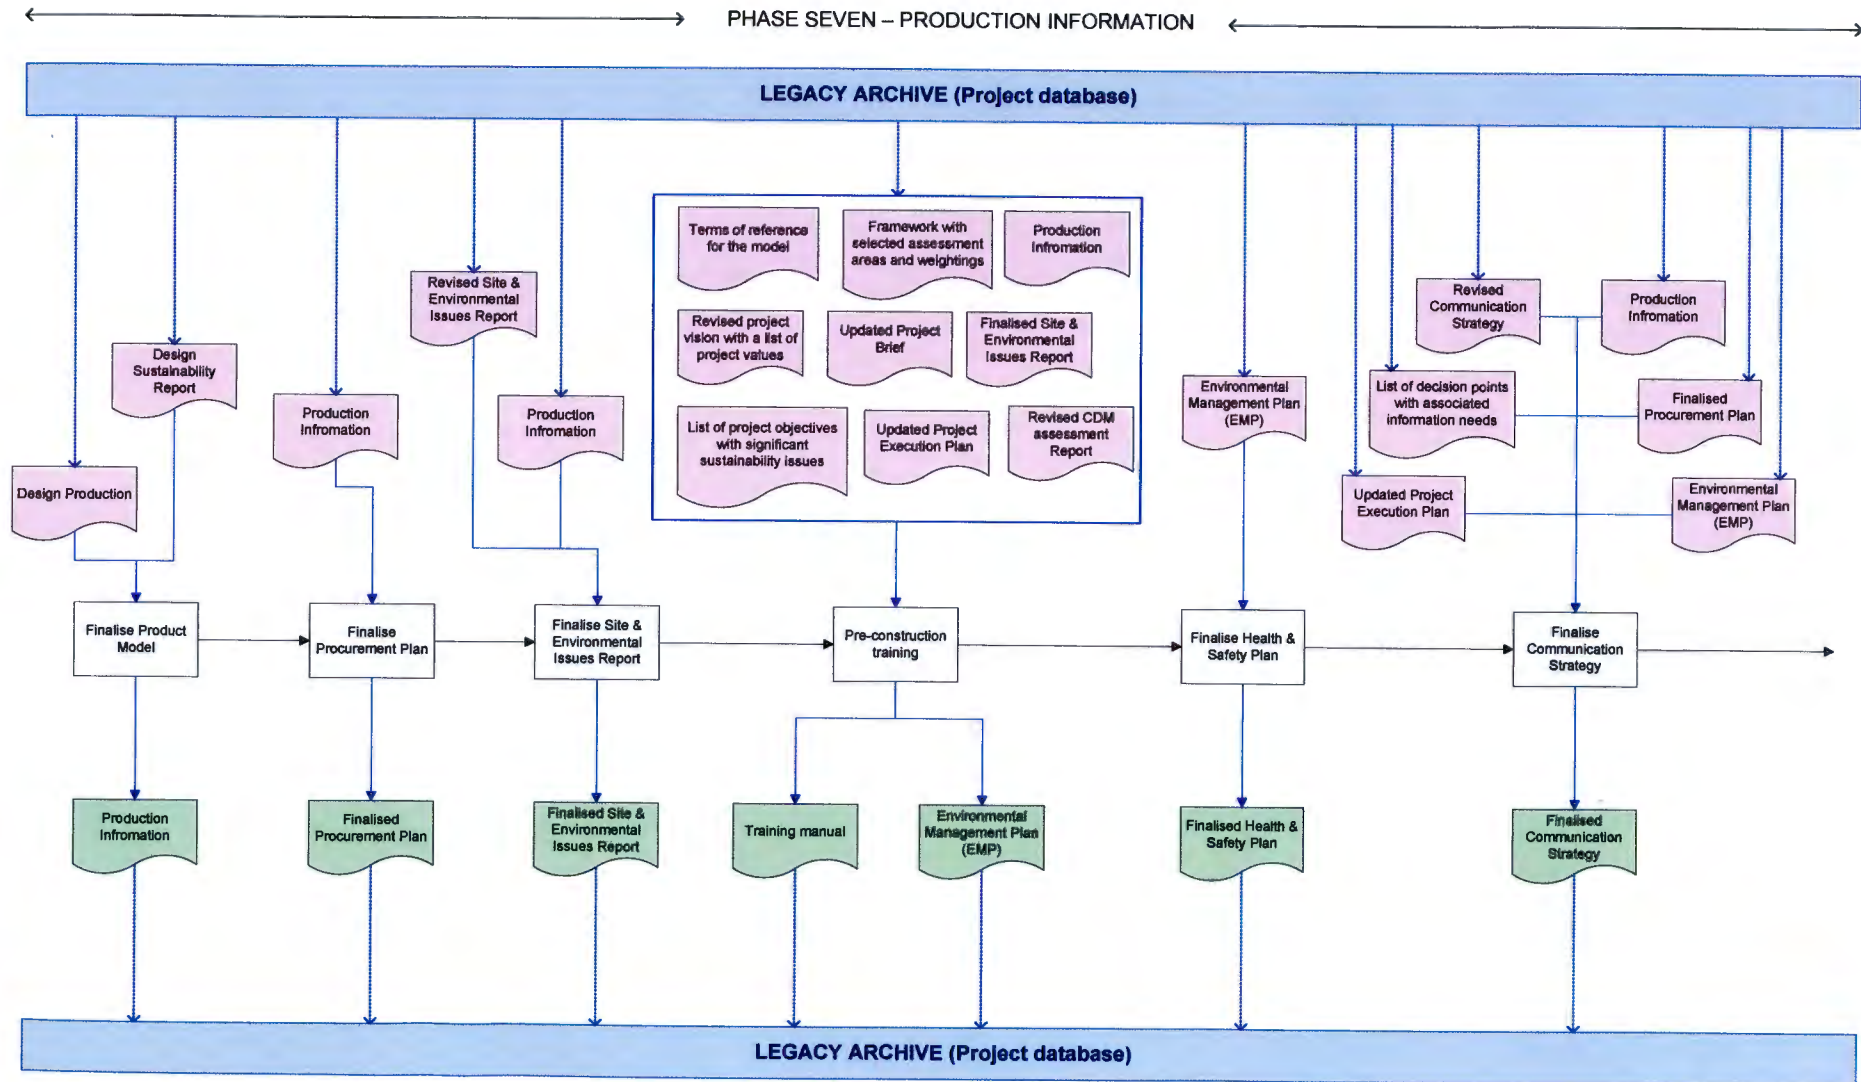 PHASE SEVEN – PRODUCTION INFORMATION
LEGACY ARCHIVE (Project database)
Terms of reference
for the model
Framework with
selected assessment
areas and weightings
Production
Infromation
Revised Site &
Environmental
Issues Report
Revised
Communication
Strategy
Production
Infromation
Revised project
vision with a list of
project values
Updated Project
Brief
Finalised Site &
Environmental
Issues Report
Design
Sustainability
Report
Production
Infromation
Production
Infromation
Environmental
Management Plan
(EMP)
List of decision points
with associated
information needs
Finalised
Procurement Plan
List of project objectives
with significant
sustainability issues
Updated Project
Execution Plan
Revised CDM
assessment
Report
Design Production
Updated Project
Execution Plan
Environmental
Management Plan
(EMP)
Finalise Product
Model
Finalise
Procurement Plan
Finalise Site &
Environmental
Issues Report
Pre-construction
training
Finalise Health &
Safety Plan
Finalise
Communication
Strategy
Production
Infromation
Finalised
Procurement Plan
Finalised Site &
Environmental
Issues Report
Training manual
Environmental
Management Plan
(EMP)
Finalised Health &
Safety Plan
Finalised
Communication
Strategy
LEGACY ARCHIVE (Project database)